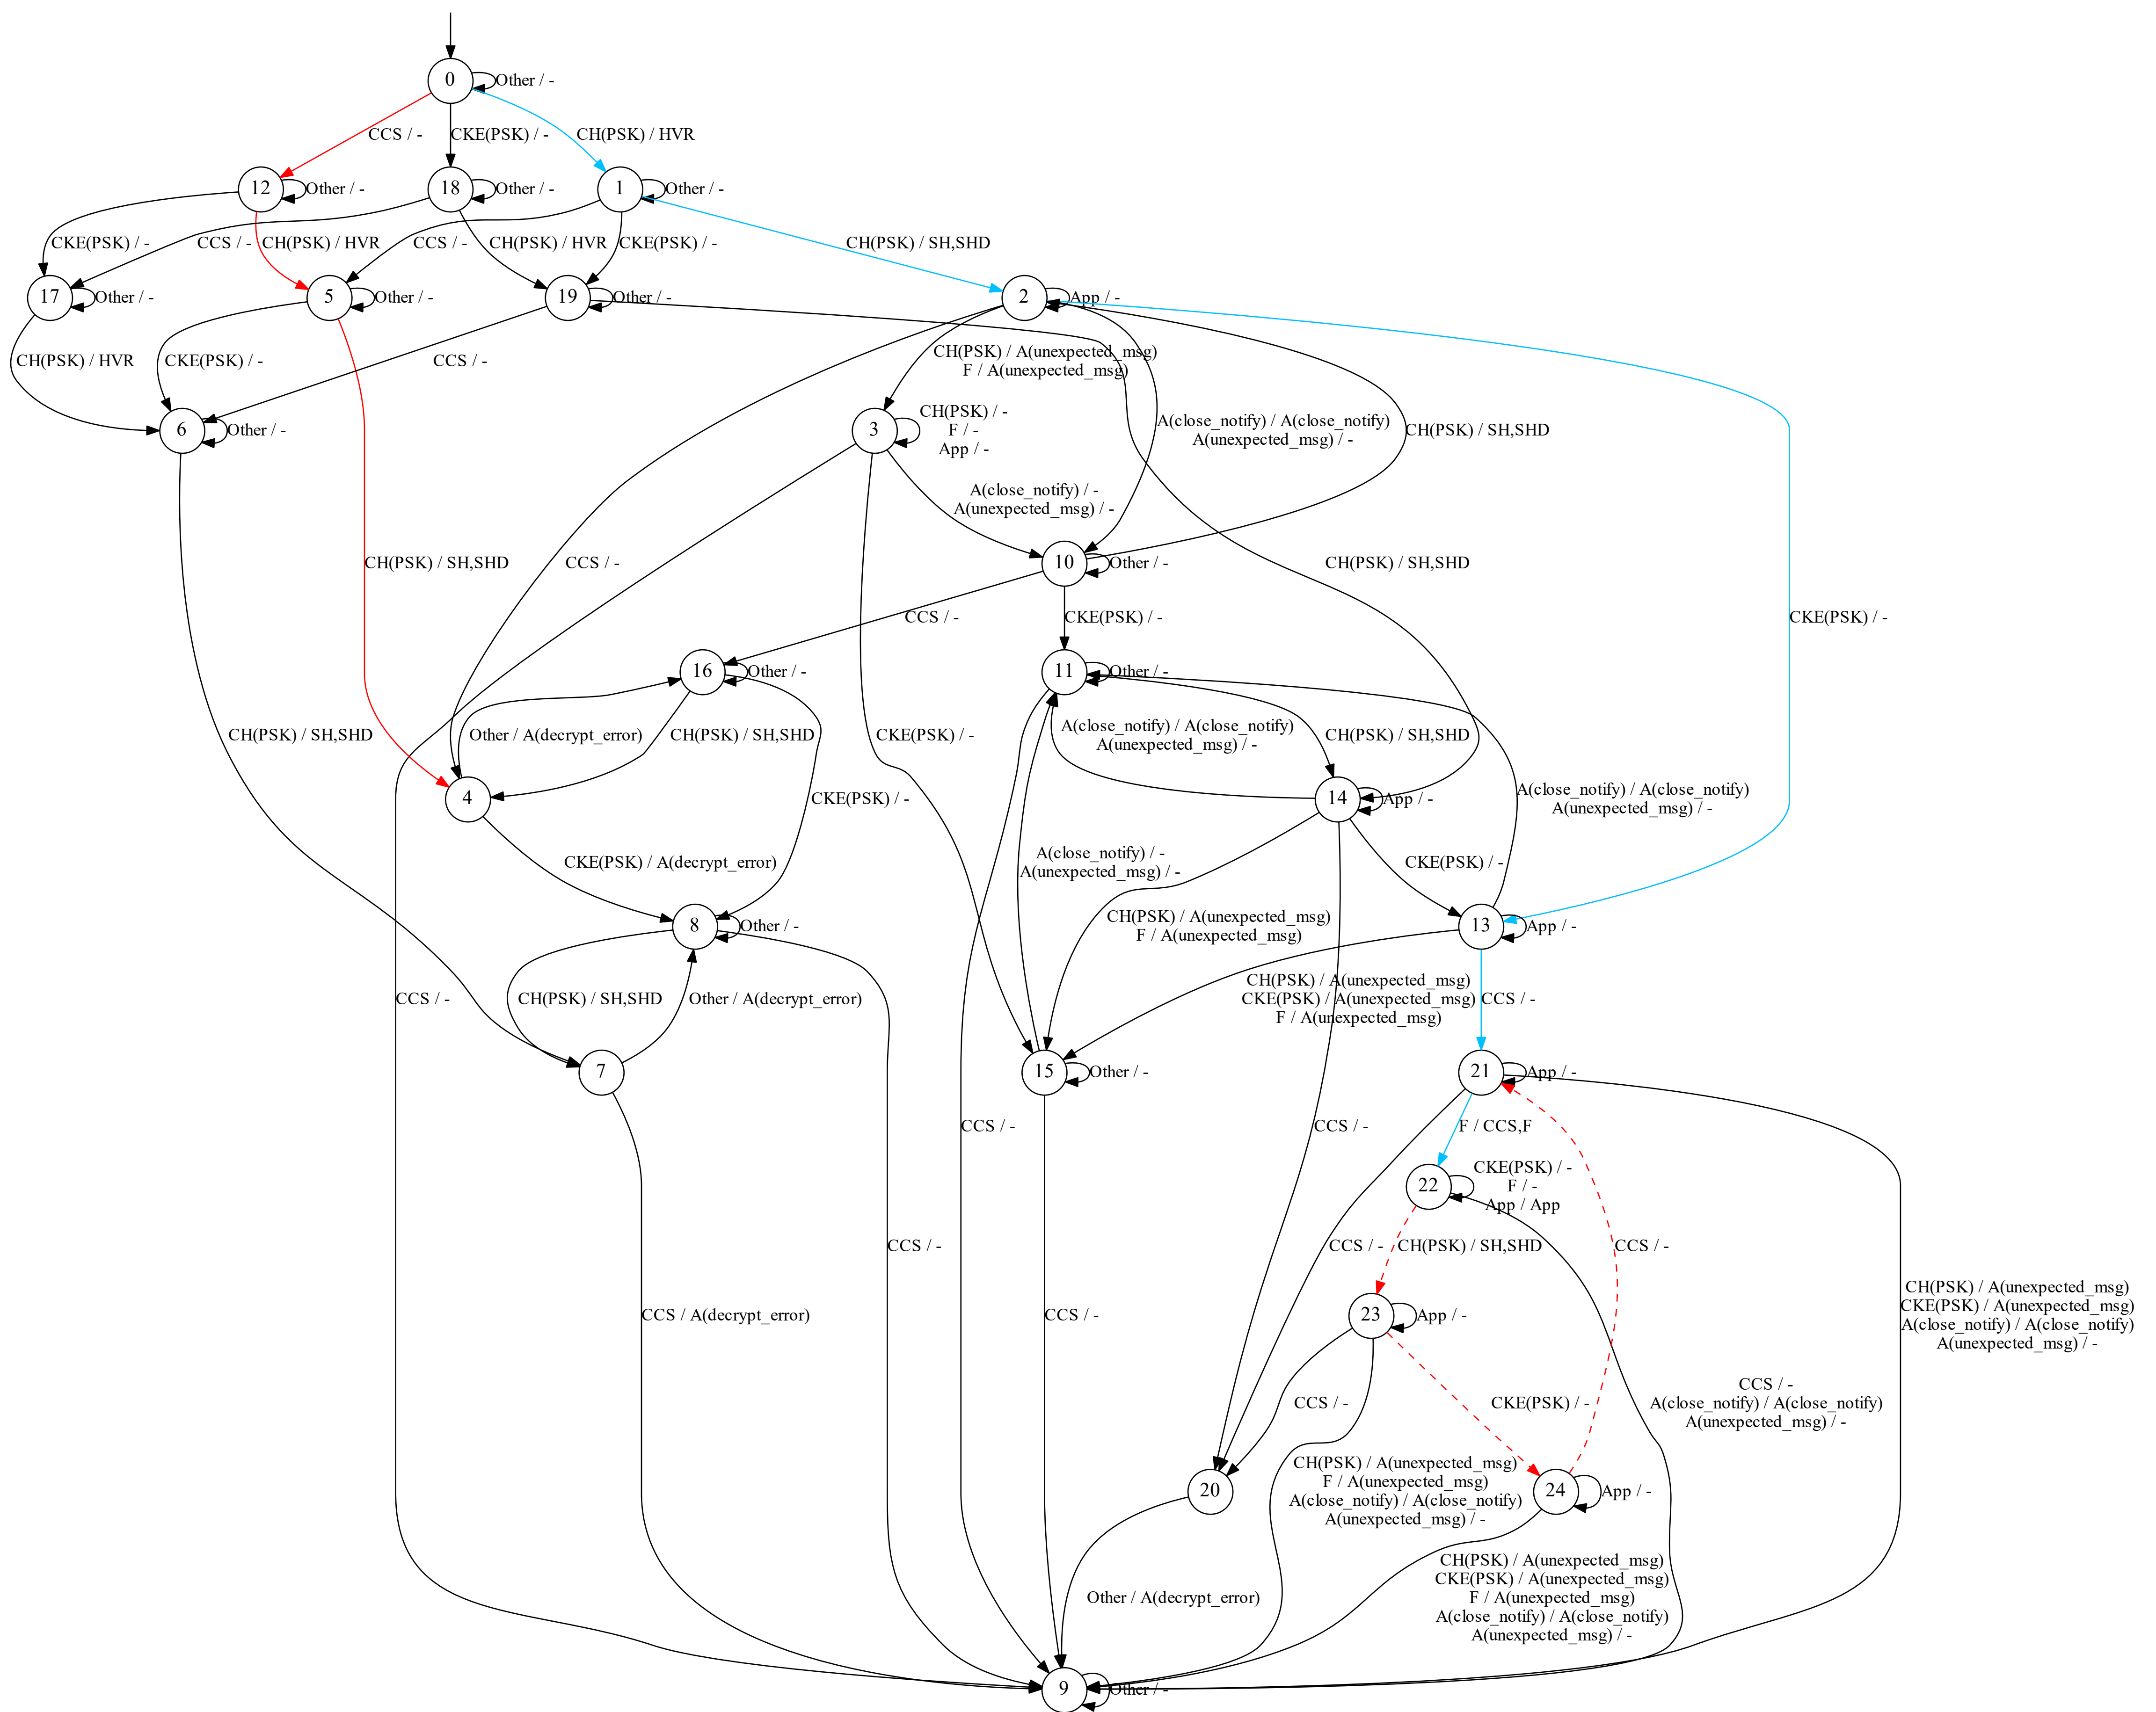 0
Other / -
CCS / -
CKE(PSK) / -
CH(PSK) / HVR
12
Other / -
18
Other / -
1
Other / -
CKE(PSK) / -
CCS / -
CH(PSK) / HVR
CCS / -
CH(PSK) / HVR
CKE(PSK) / -
CH(PSK) / SH,SHD
17
Other / -
5
Other / -
19
Other / -
2
App / -
CH(PSK) / HVR
CKE(PSK) / -
CCS / -
CH(PSK) / A(unexpected_msg)
F / A(unexpected_msg)
6
Other / -
3
CH(PSK) / -
F / -
App / -
A(close_notify) / A(close_notify)
A(unexpected_msg) / -
CH(PSK) / SH,SHD
A(close_notify) / -
A(unexpected_msg) / -
CH(PSK) / SH,SHD
CCS / -
10
Other / -
CH(PSK) / SH,SHD
CCS / -
CKE(PSK) / -
CKE(PSK) / -
16
Other / -
11
Other / -
CH(PSK) / SH,SHD
Other / A(decrypt_error)
CH(PSK) / SH,SHD
CKE(PSK) / -
A(close_notify) / A(close_notify)
A(unexpected_msg) / -
CH(PSK) / SH,SHD
4
CKE(PSK) / -
14
App / -
A(close_notify) / A(close_notify)
A(unexpected_msg) / -
CKE(PSK) / A(decrypt_error)
A(close_notify) / -
A(unexpected_msg) / -
CKE(PSK) / -
8
Other / -
CH(PSK) / A(unexpected_msg)
F / A(unexpected_msg)
13
App / -
CCS / -
CH(PSK) / SH,SHD
Other / A(decrypt_error)
CH(PSK) / A(unexpected_msg)
CKE(PSK) / A(unexpected_msg)
F / A(unexpected_msg)
CCS / -
7
15
Other / -
21
App / -
CCS / -
CCS / -
F / CCS,F
22
CKE(PSK) / -
F / -
App / App
CCS / -
CCS / -
CH(PSK) / SH,SHD
CCS / -
CCS / A(decrypt_error)
CCS / -
23
App / -
CH(PSK) / A(unexpected_msg)
CKE(PSK) / A(unexpected_msg)
A(close_notify) / A(close_notify)
A(unexpected_msg) / -
CCS / -
CKE(PSK) / -
CCS / -
A(close_notify) / A(close_notify)
A(unexpected_msg) / -
20
CH(PSK) / A(unexpected_msg)
F / A(unexpected_msg)
A(close_notify) / A(close_notify)
A(unexpected_msg) / -
24
App / -
Other / A(decrypt_error)
CH(PSK) / A(unexpected_msg)
CKE(PSK) / A(unexpected_msg)
F / A(unexpected_msg)
A(close_notify) / A(close_notify)
A(unexpected_msg) / -
9
Other / -